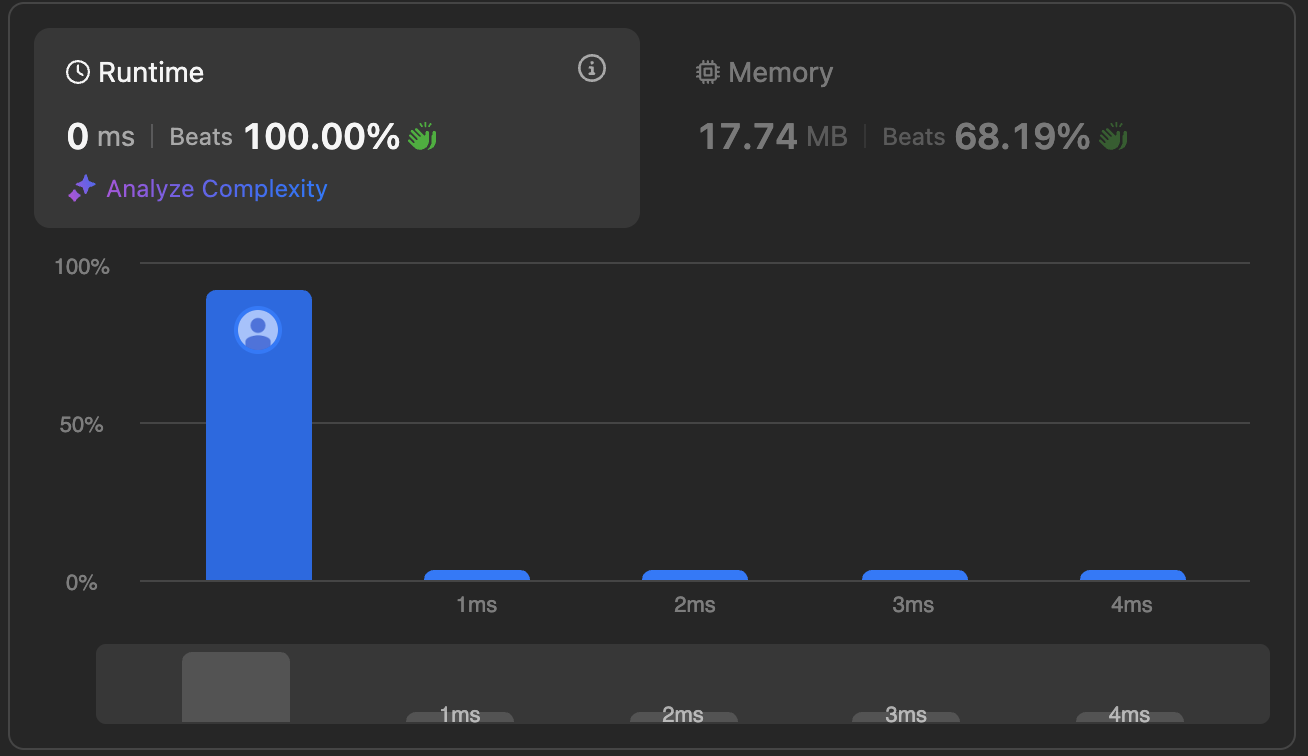 Runtime
0 ms | Beats 100.00%
Analyze Complexity
Memory
17.74 MB | Beats 68.19%
100%
50%
0%
1ms 2ms 3ms 4ms
1ms 2ms 3ms 4ms